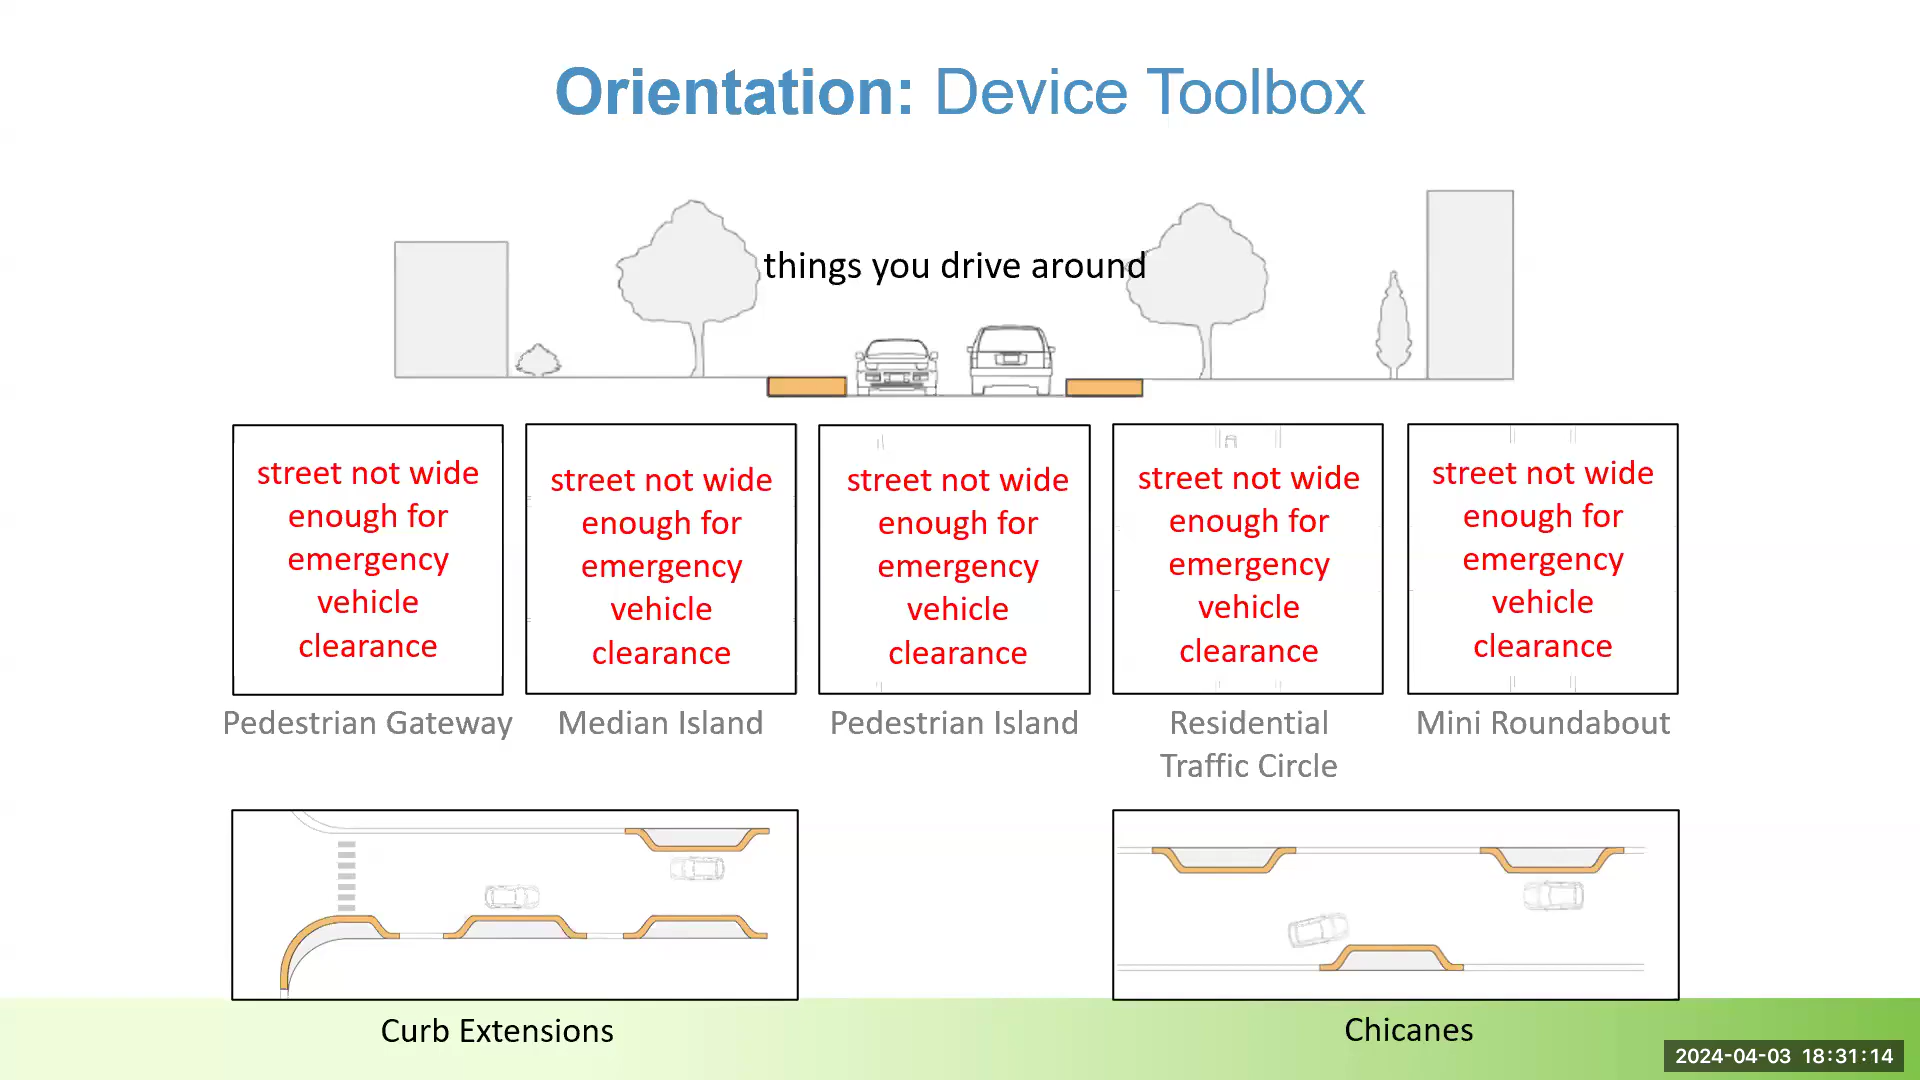 Orientation: Device Toolbox
things you drive around
street not wide
enough for
emergency
vehicle
clearance
Pedestrian Gateway
street not wide
enough for
emergency
vehicle
clearance
Median Island
street not wide
enough for
emergency
vehicle
clearance
Pedestrian Island
street not wide
enough for
emergency
vehicle
clearance
Residential
Traffic Circle
street not wide
enough for
emergency
vehicle
clearance
Mini Roundabout
Curb Extensions
Chicanes
2024-04-03 18:31:14